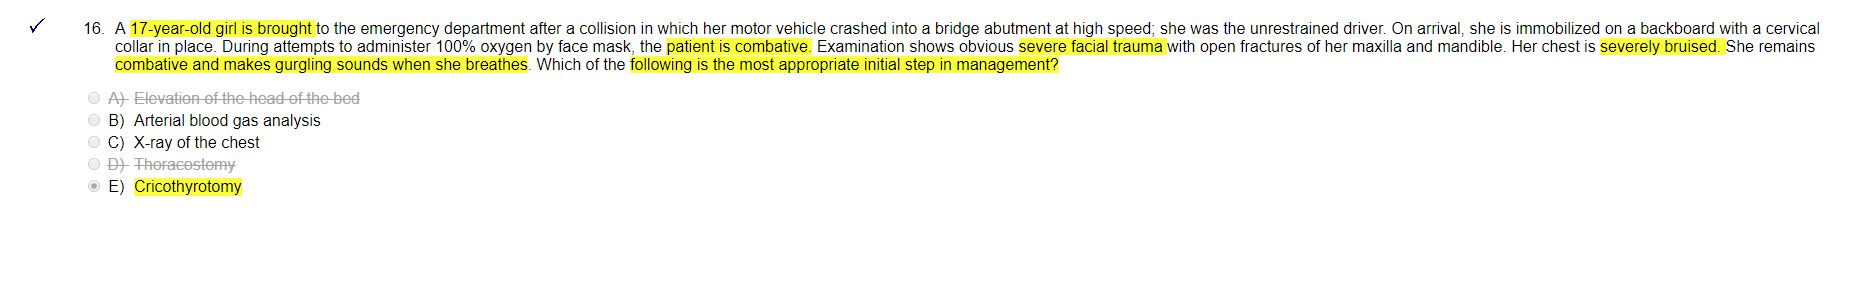 16. A 17-year-old girl is brought to the emergency department after a collision in which her motor vehicle crashed into a bridge abutment at high speed; she was the unrestrained driver. On arrival, she is immobilized on a backboard with a cervical
collar in place. During attempts to administer 100% oxygen by face mask, the patient is combative. Examination shows obvious severe facial trauma with open fractures of her maxilla and mandible. Her chest is severely bruised. She remains
combative and makes gurgling sounds when she breathes. Which of the following is the most appropriate initial step in management?
A) Elevation of the head of the bed
B) Arterial blood gas analysis
C) X-ray of the chest
D) Thoracostomy
E) Cricothyrotomy